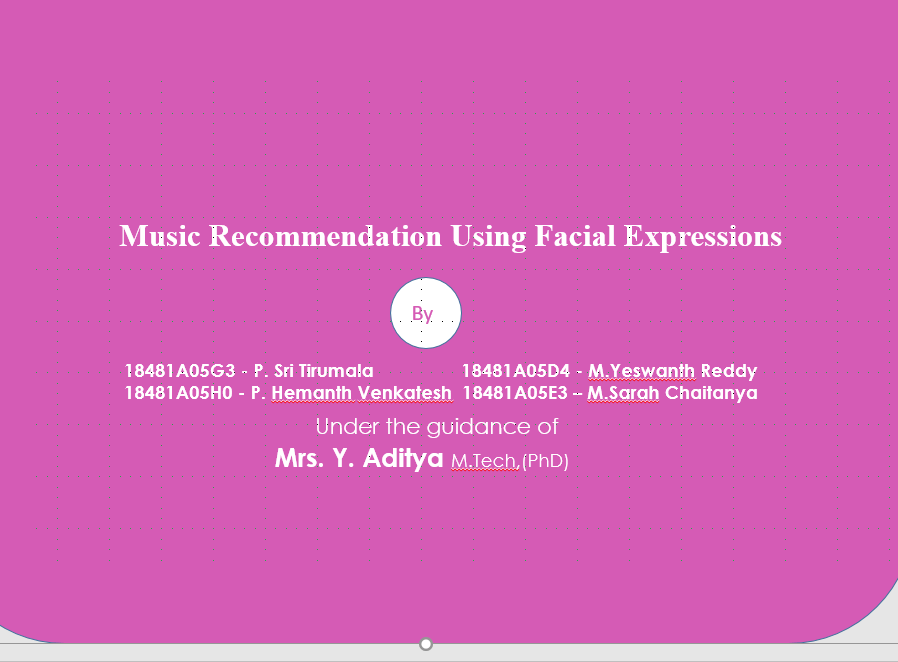 Music Recommendation Using Facial Expressions
By
18481A05G3 - P. Sri Tirumala 18481A05D4 - M.Yeswanth Reddy
18481A05H0 - P. Hemanth Venkatesh 18481A05E3 – M.Sarah Chaitanya
Under the guidance of
Mrs. Y. Aditya M.Tech,(PhD)